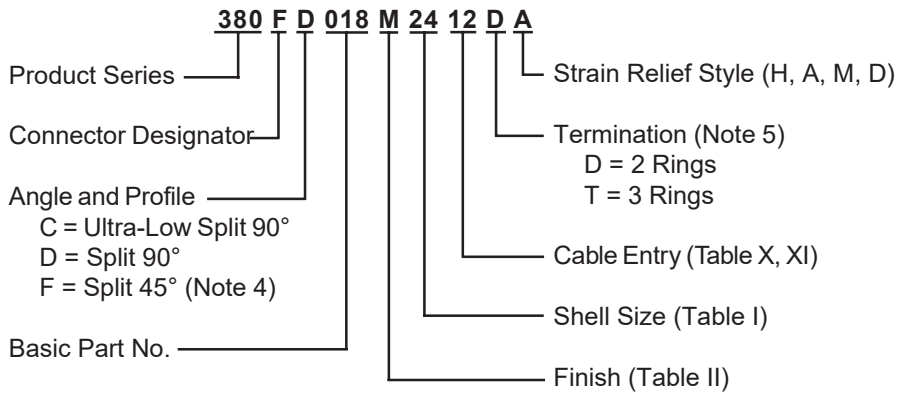 380 F D 018 M 24 12 D A
Product Series
Connector Designator
Angle and Profile
C = Ultra-Low Split 90°
D = Split 90°
F = Split 45° (Note 4)
Basic Part No.
Strain Relief Style (H, A, M, D)
Termination (Note 5)
D = 2 Rings
T = 3 Rings
Cable Entry (Table X, XI)
Shell Size (Table I)
Finish (Table II)